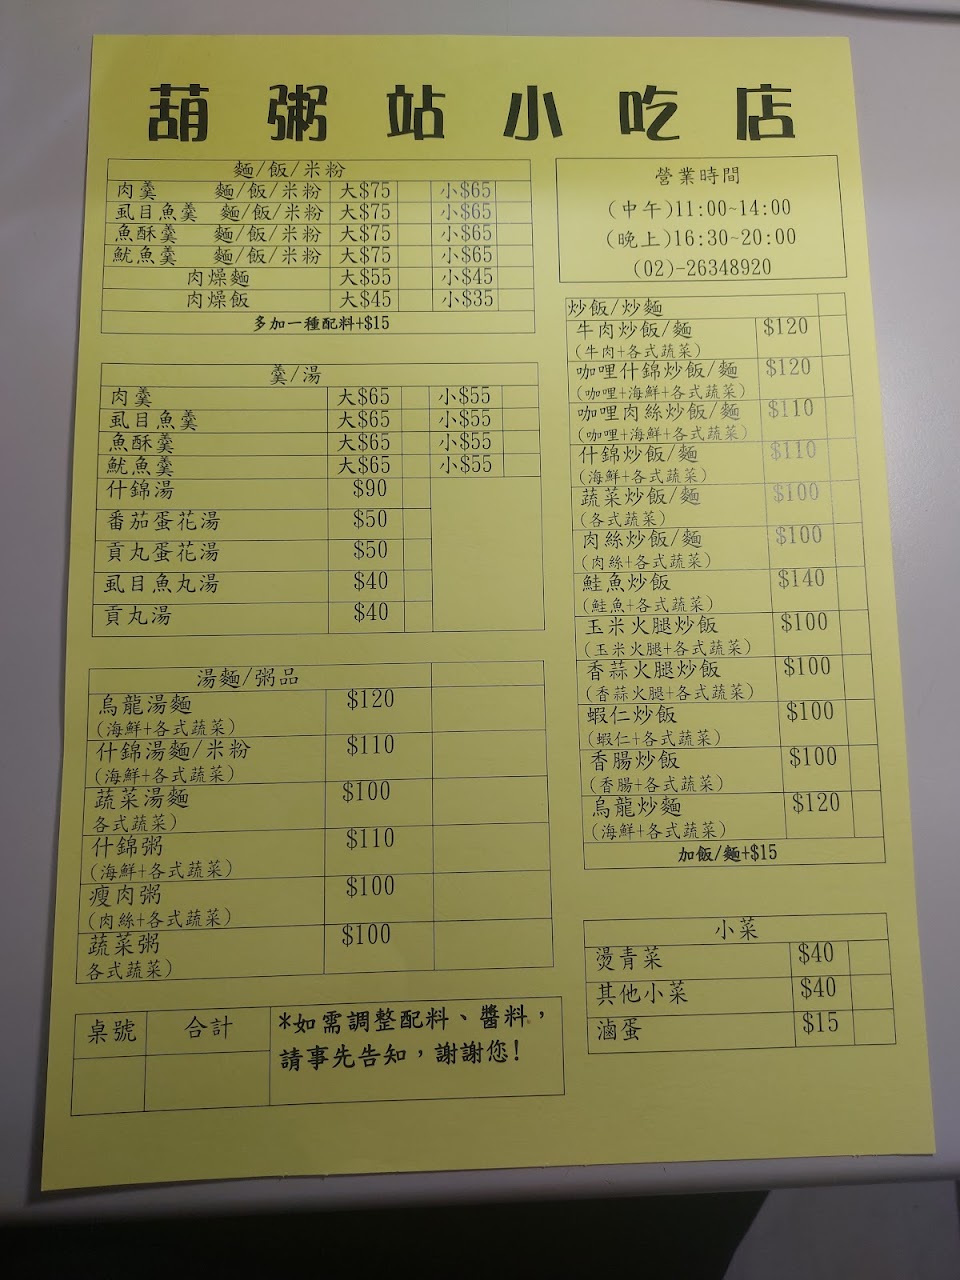 葫粥站小吃店
麵/飯/米粉
肉羹 麵/飯/米粉 大$75 小$65
虱目魚羹 麵/飯/米粉 大$75 小$65
魚酥羹 麵/飯/米粉 大$75 小$65
魷魚羹 麵/飯/米粉 大$75 小$65
肉燥麵 大$55 小$45
肉燥飯 大$45 小$35
多加一種配料+$15
羹/湯
肉羹 大$65 小$55
虱目魚羹 大$65 小$55
魚酥羹 大$65 小$55
魷魚羹 大$65 小$55
什錦湯 $90
番茄蛋花湯 $50
貢丸蛋花湯 $50
虱目魚丸湯 $40
貢丸湯 $40
湯麵/粥品
烏龍湯麵 $120
(海鮮+各式蔬菜)
什錦湯麵/米粉 $110
(海鮮+各式蔬菜)
蔬菜湯麵 $100
各式蔬菜)
什錦粥 $110
(海鮮+各式蔬菜)
瘦肉粥 $100
(肉絲+各式蔬菜)
蔬菜粥 $100
各式蔬菜)
桌號 合計
*如需調整配料、醬料，
請事先告知，謝謝您!
營業時間
(中午)11:00~14:00
(晚上)16:30~20:00
(02)-26348920
炒飯/炒麵
牛肉炒飯/麵 $120
(牛肉+各式蔬菜)
咖哩什錦炒飯/麵 $120
(咖哩+海鮮+各式蔬菜)
咖哩肉絲炒飯/麵 $110
(咖哩+海鮮+各式蔬菜)
什錦炒飯/麵 $110
(海鮮+各式蔬菜)
蔬菜炒飯/麵 $100
(各式蔬菜)
肉絲炒飯/麵 $100
(肉絲+各式蔬菜)
鮭魚炒飯 $140
(鮭魚+各式蔬菜)
玉米火腿炒飯 $100
(玉米火腿+各式蔬菜)
香蒜火腿炒飯 $100
(香蒜火腿+各式蔬菜)
蝦仁炒飯 $100
(蝦仁+各式蔬菜)
香腸炒飯 $100
(香腸+各式蔬菜)
烏龍炒麵 $120
(海鮮+各式蔬菜)
加飯/麵+$15
小菜
燙青菜 $40
其他小菜 $40
滷蛋 $15